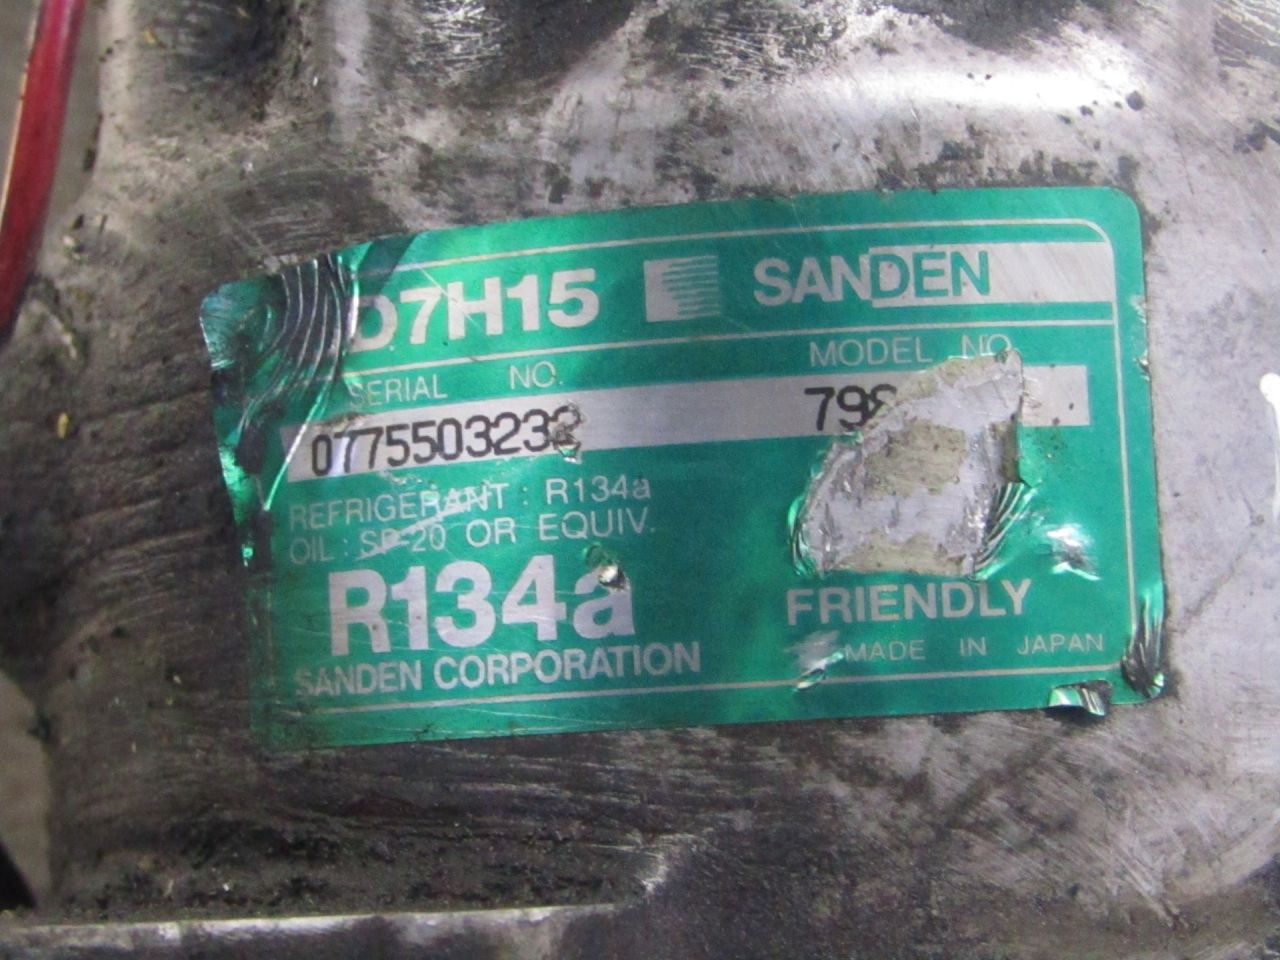 D7H15 SANDEN
SERIAL NO. MODEL NO.
0775503232
REFRIGERANT : R134a
OIL : SP-20 OR EQUIV.
R134a FRIENDLY
SANDEN CORPORATION MADE IN JAPAN